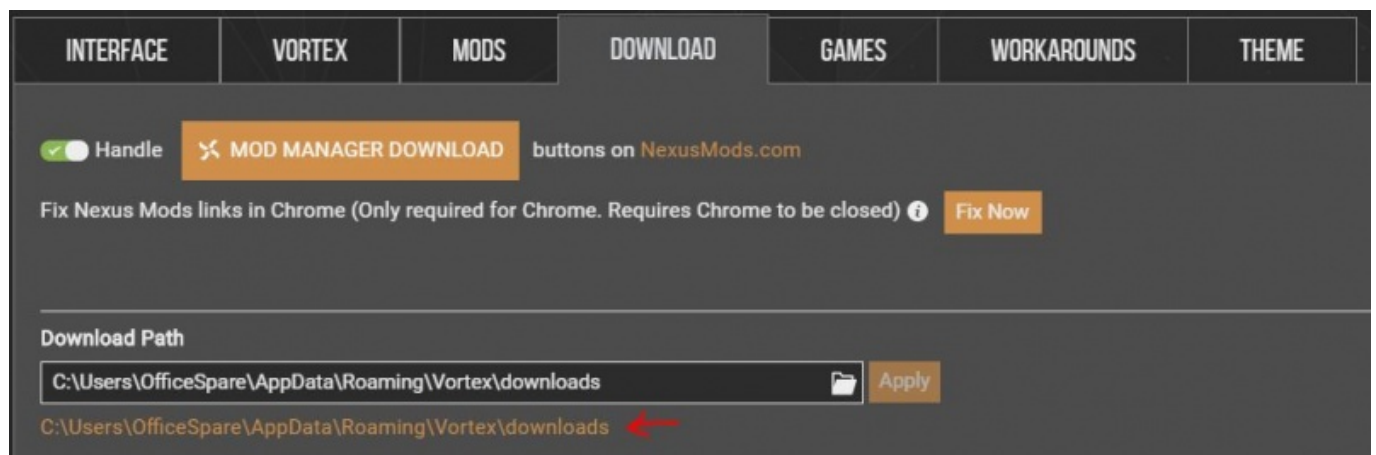 INTERFACE VORTEX MODS DOWNLOAD GAMES WORKAROUNDS THEME
Handle MOD MANAGER DOWNLOAD buttons on NexusMods.com
Fix Nexus Mods links in Chrome (Only required for Chrome. Requires Chrome to be closed) Fix Now
Download Path
C:\Users\OfficeSpare\AppData\Roaming\Vortex\downloads Apply
C:\Users\OfficeSpare\AppData\Roaming\Vortex\downloads